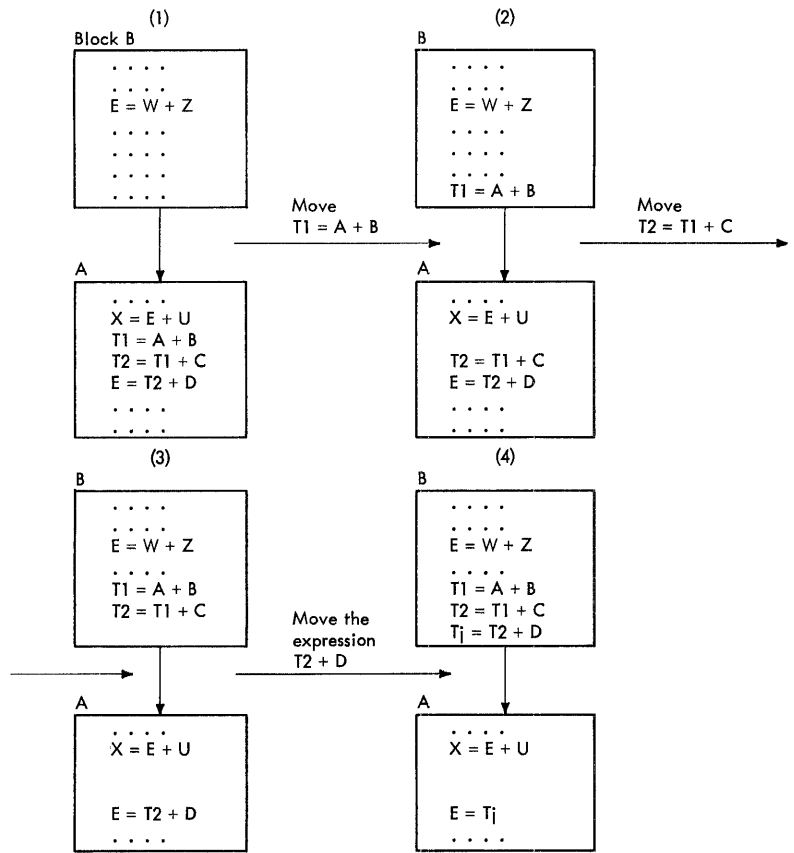 (1)
Block B
. . . .
. . . .
E = W + Z
. . . .
. . . .
. . . .
. . . .
(2)
B
. . . .
. . . .
E = W + Z
. . . .
. . . .
. . . .
T1 = A + B
Move
T1 = A + B
Move
T2 = T1 + C
A
. . . .
X = E + U
T1 = A + B
T2 = T1 + C
E = T2 + D
. . . .
. . . .
A
. . . .
X = E + U
T2 = T1 + C
E = T2 + D
. . . .
. . . .
(3)
B
. . . .
. . . .
E = W + Z
. . . .
T1 = A + B
T2 = T1 + C
(4)
B
. . . .
. . . .
E = W + Z
. . . .
T1 = A + B
T2 = T1 + C
Tj = T2 + D
Move the
expression
T2 + D
A
. . . .
X = E + U
E = T2 + D
. . . .
A
. . . .
X = E + U
E = Tj
. . . .